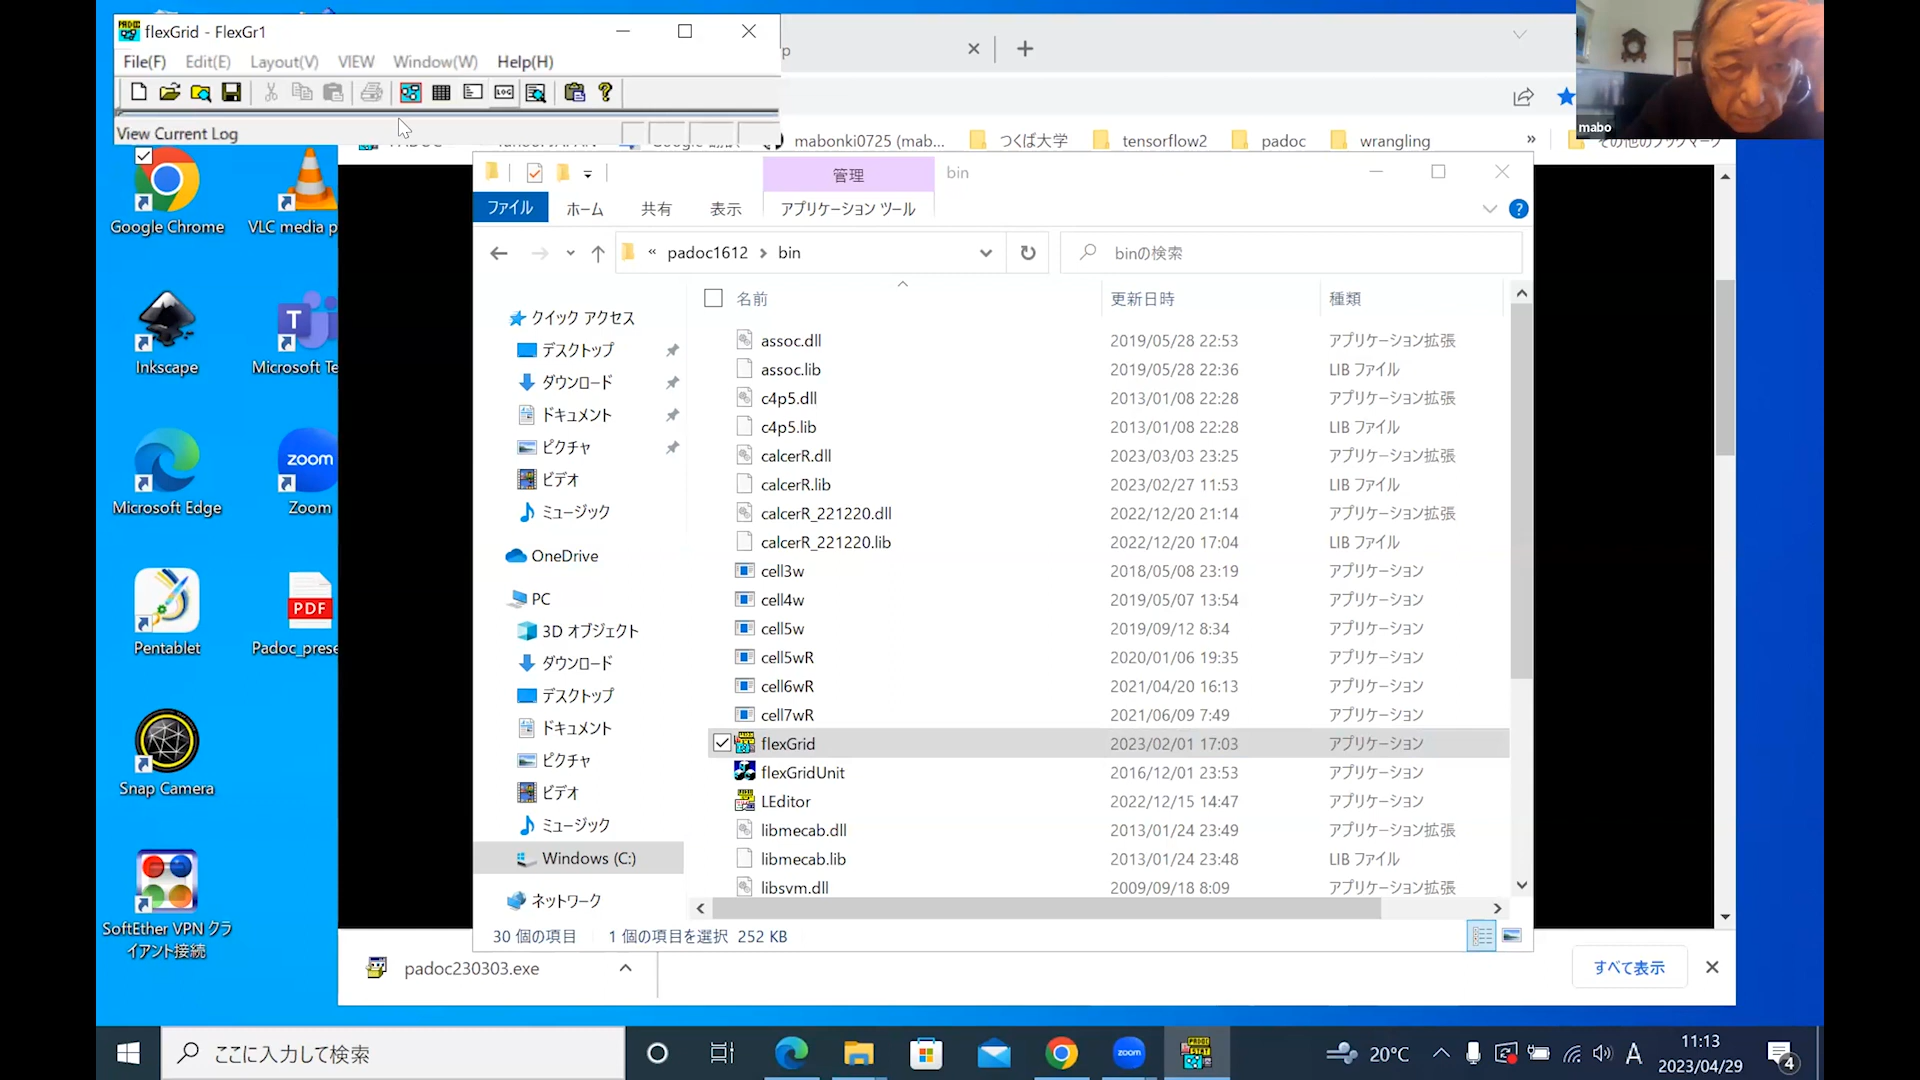 flexGrid - FlexGr1
File(F) Edit(E) Layout(V) VIEW Window(W) Help(H)
LOG
View Current Log
mabo
mabonki0725 (mab...
つくば大学
tensorflow2
padoc
wrangling
»
その他のブックマーク
Google Chrome
VLC media p
Inkscape
Microsoft Te
Microsoft Edge
zoom
Zoom
Pentablet
PDF
Padoc_prese
Snap Camera
SoftEther VPN クラ
イアント接続
管理
bin
ファイル
ホーム
共有
表示
アプリケーション ツール
« padoc1612 > bin
binの検索
名前 更新日時 種類
クイック アクセス
デスクトップ
ダウンロード
ドキュメント
ピクチャ
ビデオ
ミュージック
OneDrive
PC
3D オブジェクト
ダウンロード
デスクトップ
ドキュメント
ピクチャ
ビデオ
ミュージック
Windows (C:)
ネットワーク
assoc.dll 2019/05/28 22:53 アプリケーション拡張
assoc.lib 2019/05/28 22:36 LIB ファイル
c4p5.dll 2013/01/08 22:28 アプリケーション拡張
c4p5.lib 2013/01/08 22:28 LIB ファイル
calcerR.dll 2023/03/03 23:25 アプリケーション拡張
calcerR.lib 2023/02/27 11:53 LIB ファイル
calcerR_221220.dll 2022/12/20 21:14 アプリケーション拡張
calcerR_221220.lib 2022/12/20 17:04 LIB ファイル
cell3w 2018/05/08 23:19 アプリケーション
cell4w 2019/05/07 13:54 アプリケーション
cell5w 2019/09/12 8:34 アプリケーション
cell5wR 2020/01/06 19:35 アプリケーション
cell6wR 2021/04/20 16:13 アプリケーション
cell7wR 2021/06/09 7:49 アプリケーション
flexGrid 2023/02/01 17:03 アプリケーション
flexGridUnit 2016/12/01 23:53 アプリケーション
LEditor 2022/12/15 14:47 アプリケーション
libmecab.dll 2013/01/24 23:49 アプリケーション拡張
libmecab.lib 2013/01/24 23:48 LIB ファイル
libsvm.dll 2009/09/18 8:09 アプリケーション拡張
30 個の項目 1 個の項目を選択 252 KB
padoc230303.exe
すべて表示
ここに入力して検索
zoom
20°C
A
11:13
2023/04/29
4